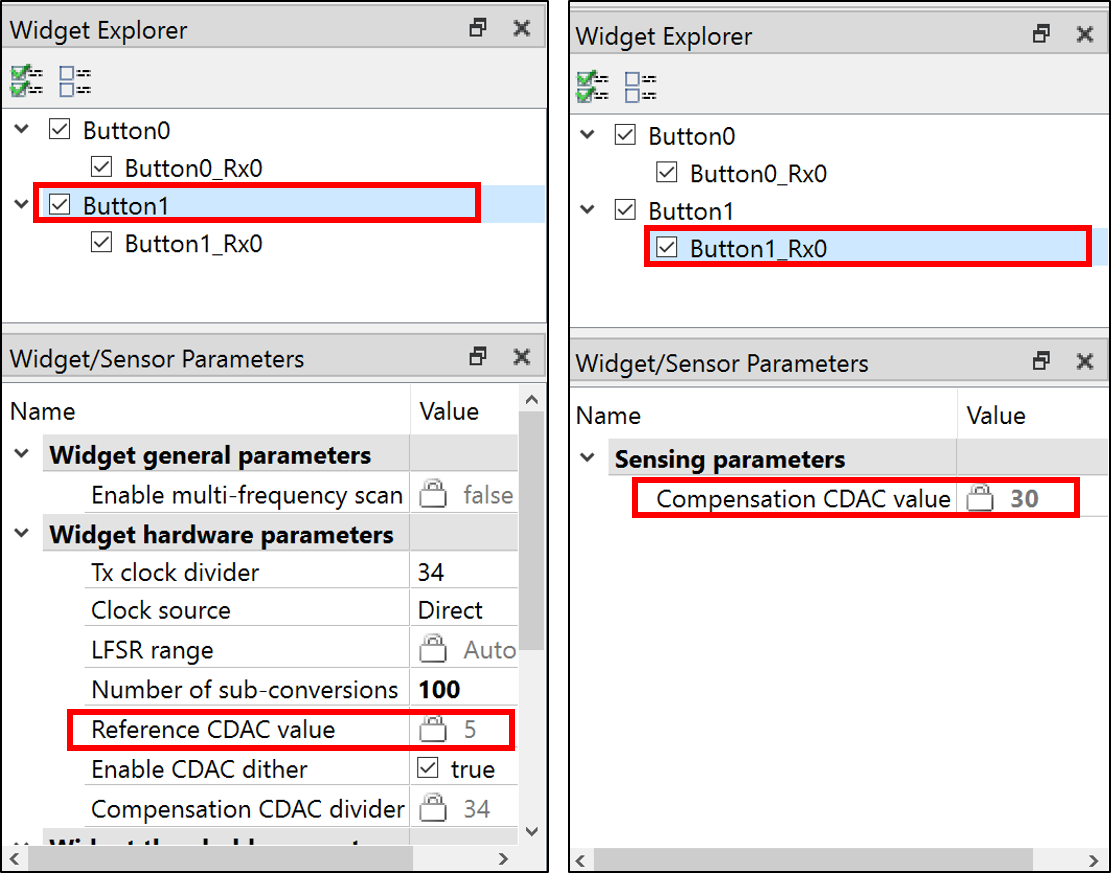 Widget Explorer
Button0
Button0_Rx0
Button1
Button1_Rx0
Widget/Sensor Parameters
Name Value
Widget general parameters
Enable multi-frequency scan false
Widget hardware parameters
Tx clock divider 34
Clock source Direct
LFSR range Auto
Number of sub-conversions 100
Reference CDAC value 5
Enable CDAC dither true
Compensation CDAC divider 34
Widget Explorer
Button0
Button0_Rx0
Button1
Button1_Rx0
Widget/Sensor Parameters
Name Value
Sensing parameters
Compensation CDAC value 30